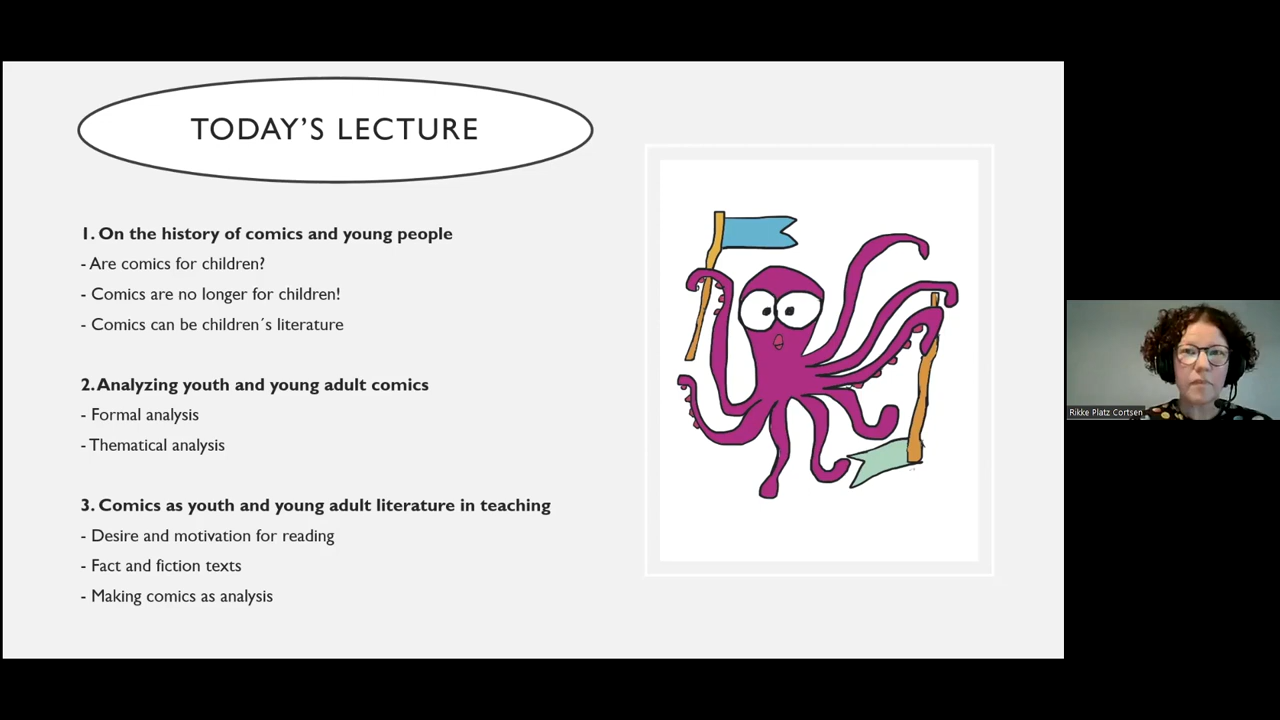 TODAY'S LECTURE
1. On the history of comics and young people
- Are comics for children?
- Comics are no longer for children!
- Comics can be children´s literature
2. Analyzing youth and young adult comics
- Formal analysis
- Thematical analysis
3. Comics as youth and young adult literature in teaching
- Desire and motivation for reading
- Fact and fiction texts
- Making comics as analysis
Rikke Platz Cortsen